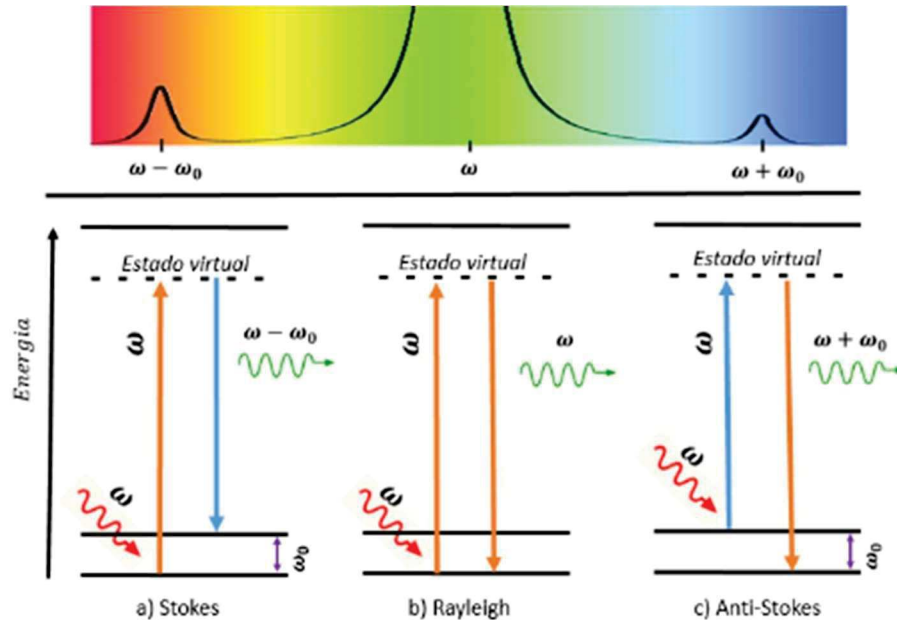 ω − ω₀ ω ω + ω₀
Estado virtual Estado virtual Estado virtual
ω − ω₀ ω ω + ω₀
ω ω ω
Energia
ω ω ω
ω₀ ω₀
a) Stokes b) Rayleigh c) Anti-Stokes